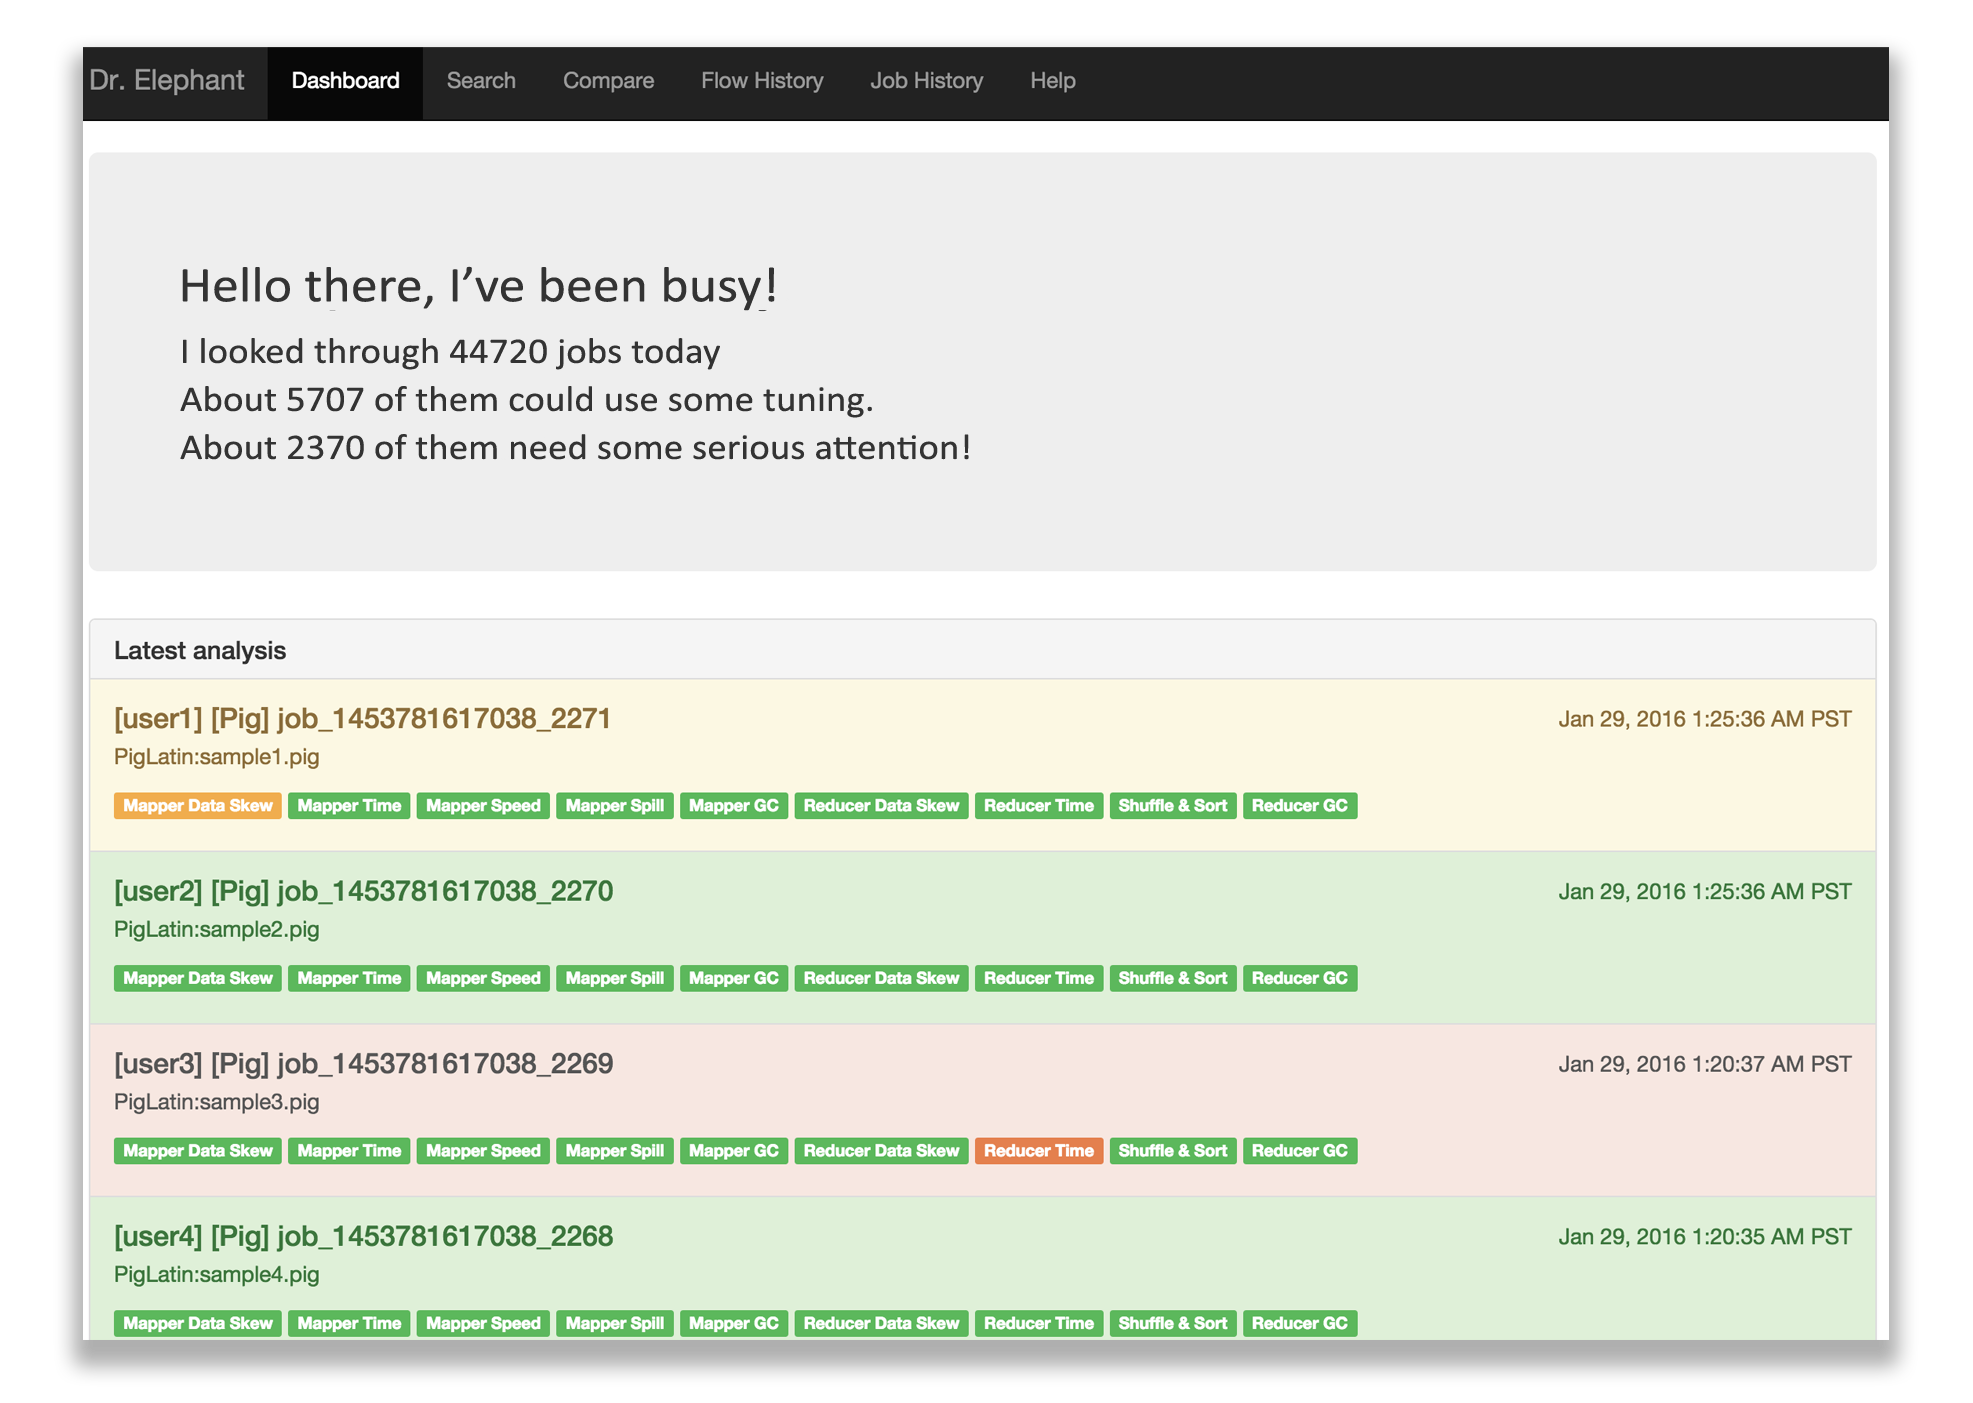 Dr. Elephant Dashboard Search Compare Flow History Job History Help
Hello there, I’ve been busy!
I looked through 44720 jobs today
About 5707 of them could use some tuning.
About 2370 of them need some serious attention!
Latest analysis
[user1] [Pig] job_1453781617038_2271 Jan 29, 2016 1:25:36 AM PST
PigLatin:sample1.pig
Mapper Data Skew Mapper Time Mapper Speed Mapper Spill Mapper GC Reducer Data Skew Reducer Time Shuffle & Sort Reducer GC
[user2] [Pig] job_1453781617038_2270 Jan 29, 2016 1:25:36 AM PST
PigLatin:sample2.pig
Mapper Data Skew Mapper Time Mapper Speed Mapper Spill Mapper GC Reducer Data Skew Reducer Time Shuffle & Sort Reducer GC
[user3] [Pig] job_1453781617038_2269 Jan 29, 2016 1:20:37 AM PST
PigLatin:sample3.pig
Mapper Data Skew Mapper Time Mapper Speed Mapper Spill Mapper GC Reducer Data Skew Reducer Time Shuffle & Sort Reducer GC
[user4] [Pig] job_1453781617038_2268 Jan 29, 2016 1:20:35 AM PST
PigLatin:sample4.pig
Mapper Data Skew Mapper Time Mapper Speed Mapper Spill Mapper GC Reducer Data Skew Reducer Time Shuffle & Sort Reducer GC